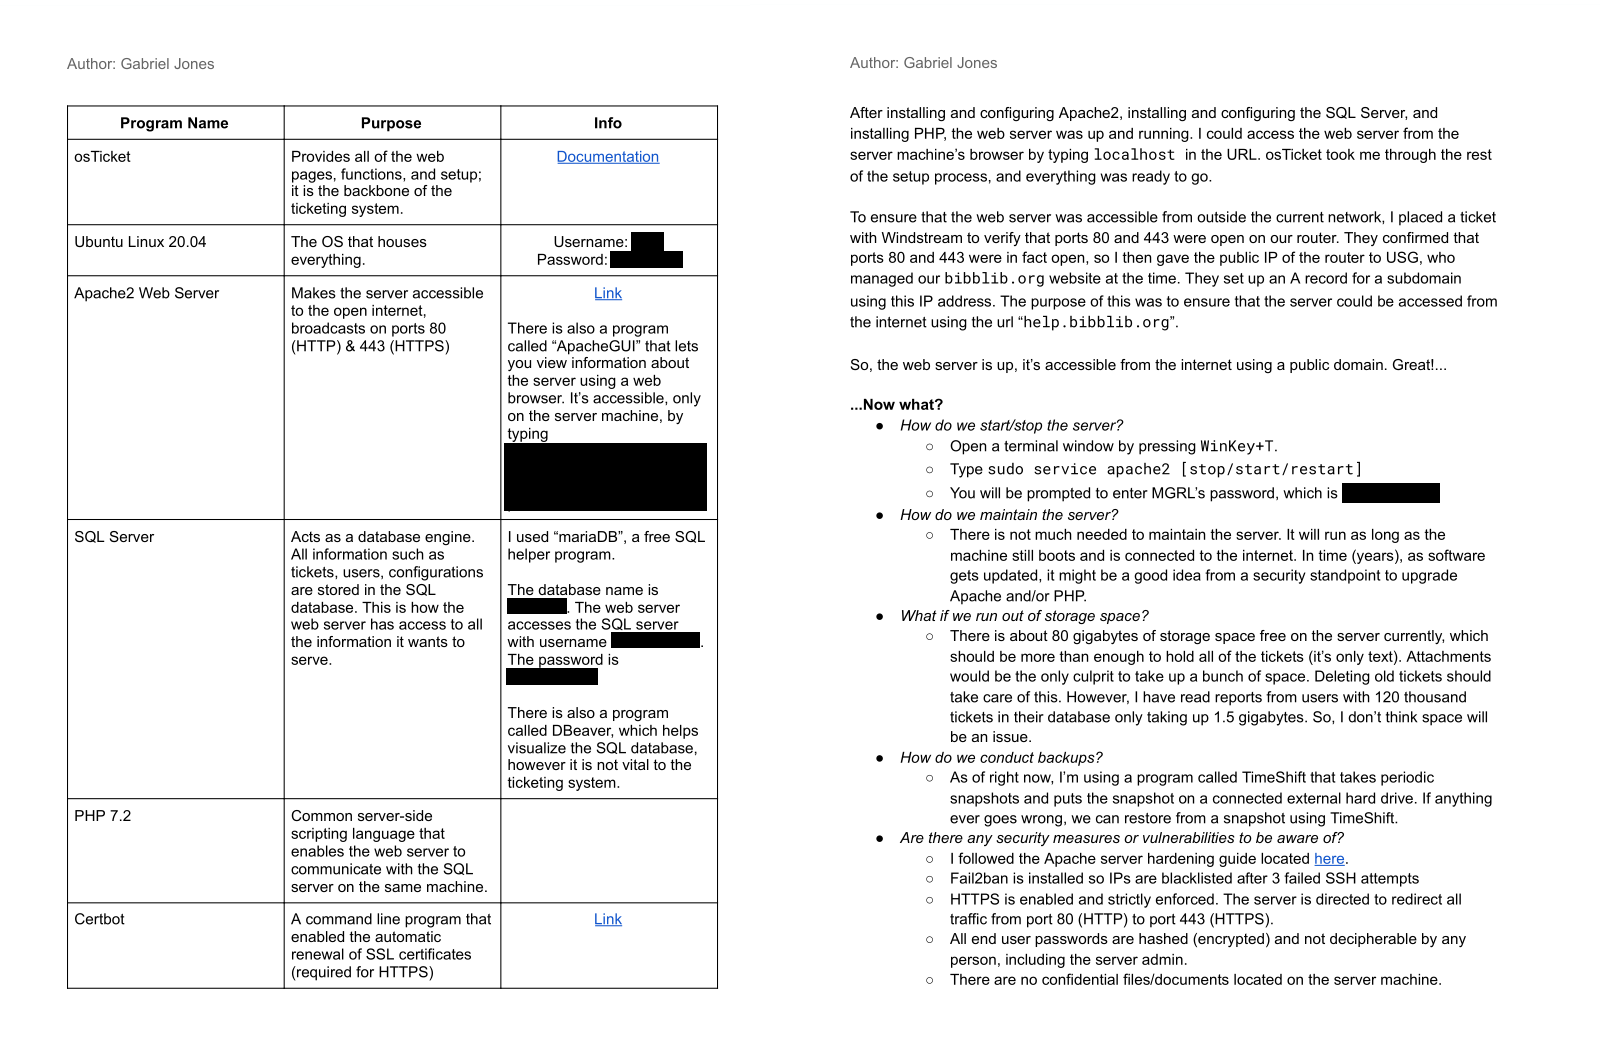 Author: Gabriel Jones
Program Name Purpose Info
osTicket
Provides all of the web
pages, functions, and setup;
it is the backbone of the
ticketing system.
Documentation
Ubuntu Linux 20.04
The OS that houses
everything.
Username:
Password:
Apache2 Web Server
Makes the server accessible
to the open internet,
broadcasts on ports 80
(HTTP) & 443 (HTTPS)
Link
There is also a program
called “ApacheGUI” that lets
you view information about
the server using a web
browser. It’s accessible, only
on the server machine, by
typing
SQL Server
Acts as a database engine.
All information such as
tickets, users, configurations
are stored in the SQL
database. This is how the
web server has access to all
the information it wants to
serve.
I used “mariaDB”, a free SQL
helper program.
The database name is
. The web server
accesses the SQL server
with username .
The password is
There is also a program
called DBeaver, which helps
visualize the SQL database,
however it is not vital to the
ticketing system.
PHP 7.2
Common server-side
scripting language that
enables the web server to
communicate with the SQL
server on the same machine.
Certbot
A command line program that
enabled the automatic
renewal of SSL certificates
(required for HTTPS)
Link
Author: Gabriel Jones
After installing and configuring Apache2, installing and configuring the SQL Server, and
installing PHP, the web server was up and running. I could access the web server from the
server machine’s browser by typing localhost in the URL. osTicket took me through the rest
of the setup process, and everything was ready to go.
To ensure that the web server was accessible from outside the current network, I placed a ticket
with Windstream to verify that ports 80 and 443 were open on our router. They confirmed that
ports 80 and 443 were in fact open, so I then gave the public IP of the router to USG, who
managed our bibblib.org website at the time. They set up an A record for a subdomain
using this IP address. The purpose of this was to ensure that the server could be accessed from
the internet using the url “help.bibblib.org”.
So, the web server is up, it’s accessible from the internet using a public domain. Great!...
...Now what?
● How do we start/stop the server?
○ Open a terminal window by pressing WinKey+T.
○ Type sudo service apache2 [stop/start/restart]
○ You will be prompted to enter MGRL’s password, which is
● How do we maintain the server?
○ There is not much needed to maintain the server. It will run as long as the
machine still boots and is connected to the internet. In time (years), as software
gets updated, it might be a good idea from a security standpoint to upgrade
Apache and/or PHP.
● What if we run out of storage space?
○ There is about 80 gigabytes of storage space free on the server currently, which
should be more than enough to hold all of the tickets (it’s only text). Attachments
would be the only culprit to take up a bunch of space. Deleting old tickets should
take care of this. However, I have read reports from users with 120 thousand
tickets in their database only taking up 1.5 gigabytes. So, I don’t think space will
be an issue.
● How do we conduct backups?
○ As of right now, I’m using a program called TimeShift that takes periodic
snapshots and puts the snapshot on a connected external hard drive. If anything
ever goes wrong, we can restore from a snapshot using TimeShift.
● Are there any security measures or vulnerabilities to be aware of?
○ I followed the Apache server hardening guide located here.
○ Fail2ban is installed so IPs are blacklisted after 3 failed SSH attempts
○ HTTPS is enabled and strictly enforced. The server is directed to redirect all
traffic from port 80 (HTTP) to port 443 (HTTPS).
○ All end user passwords are hashed (encrypted) and not decipherable by any
person, including the server admin.
○ There are no confidential files/documents located on the server machine.